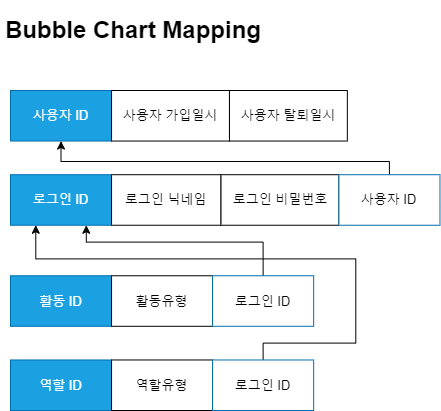 Bubble Chart Mapping
사용자 ID 사용자 가입일시 사용자 탈퇴일시
로그인 ID 로그인 닉네임 로그인 비밀번호 사용자 ID
활동 ID 활동유형 로그인 ID
역할 ID 역할유형 로그인 ID